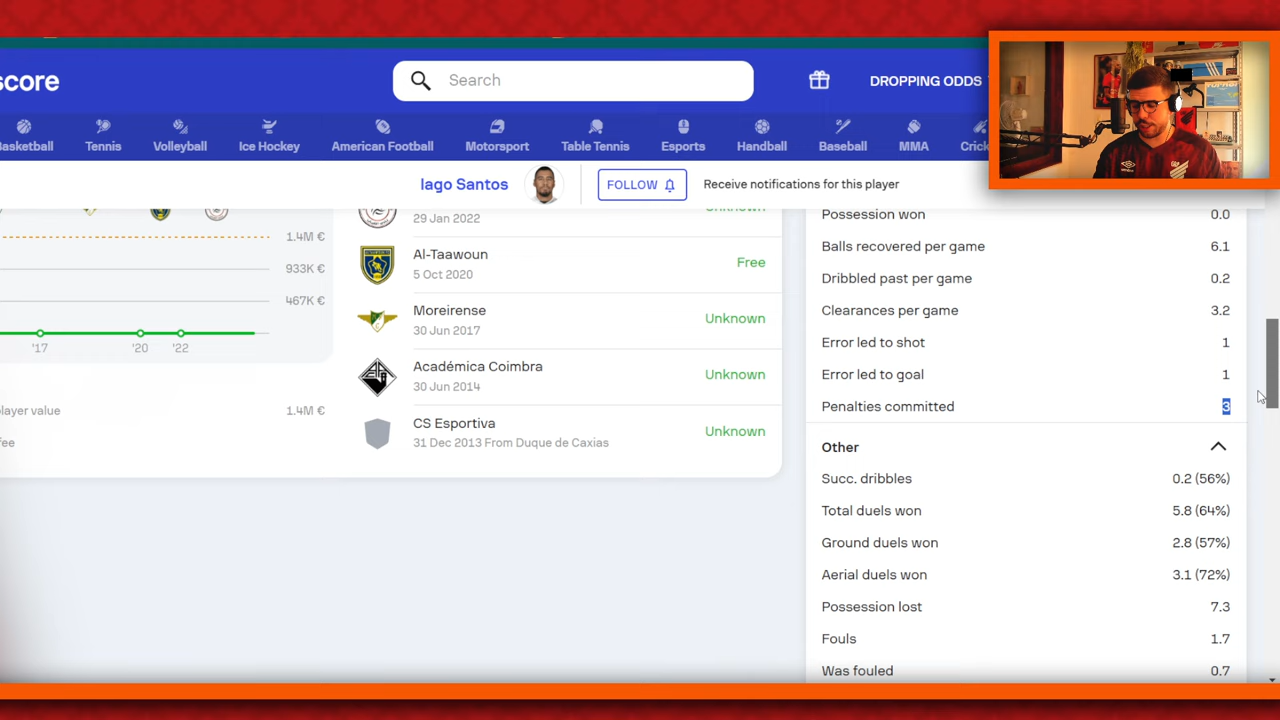 score
Search
DROPPING ODDS
Basketball
Tennis
Volleyball
Ice Hockey
American Football
Motorsport
Table Tennis
Esports
Handball
Baseball
MMA
Crick
Iago Santos
FOLLOW
Receive notifications for this player
1.4M €
933K €
467K €
'17
'20
'22
player value
1.4M €
fee
29 Jan 2022
Unknown
Al-Taawoun
5 Oct 2020
Free
Moreirense
30 Jun 2017
Unknown
Académica Coimbra
30 Jun 2014
Unknown
CS Esportiva
31 Dec 2013 From Duque de Caxias
Unknown
Possession won 0.0
Balls recovered per game 6.1
Dribbled past per game 0.2
Clearances per game 3.2
Error led to shot 1
Error led to goal 1
Penalties committed 3
Other
Succ. dribbles 0.2 (56%)
Total duels won 5.8 (64%)
Ground duels won 2.8 (57%)
Aerial duels won 3.1 (72%)
Possession lost 7.3
Fouls 1.7
Was fouled 0.7